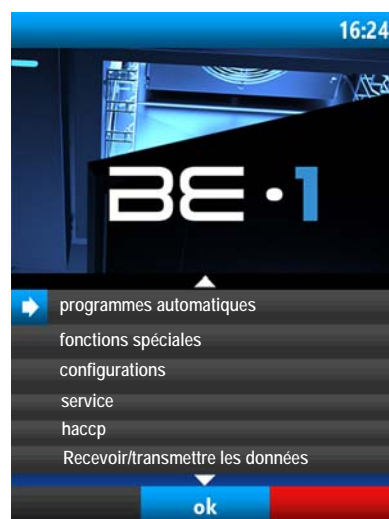 16:24
BE·1
programmes automatiques
fonctions spéciales
configurations
service
haccp
Recevoir/transmettre les données
ok